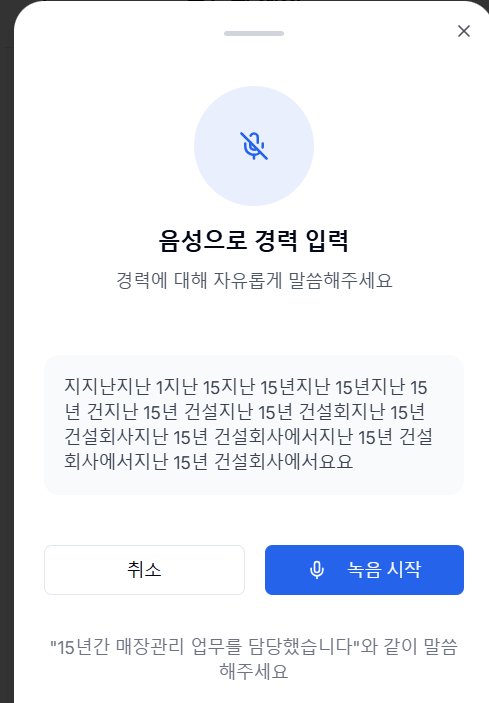 음성으로 경력 입력
경력에 대해 자유롭게 말씀해주세요
지지난지난 1지난 15지난 15년지난 15년지난 15
년 건지난 15년 건설지난 15년 건설회지난 15년
건설회사지난 15년 건설회사에서지난 15년 건설
회사에서지난 15년 건설회사에서요요
취소
녹음 시작
"15년간 매장관리 업무를 담당했습니다"와 같이 말씀
해주세요